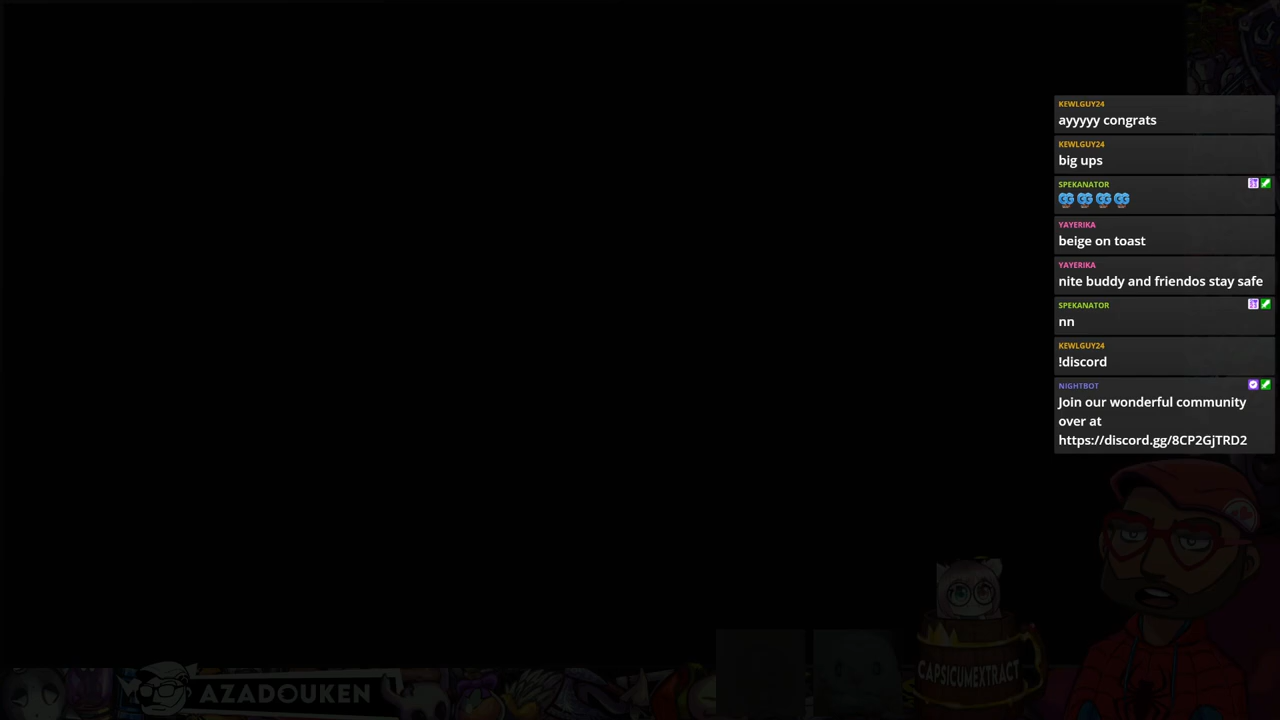 KEWLGUY24
ayyyyy congrats
KEWLGUY24
big ups
SPEKANATOR
YAYERIKA
beige on toast
YAYERIKA
nite buddy and friendos stay safe
SPEKANATOR
nn
KEWLGUY24
!discord
NIGHTBOT
Join our wonderful community
over at
https://discord.gg/8CP2GjTRD2
CAPSICUMEXTRACT
AZADOUKEN